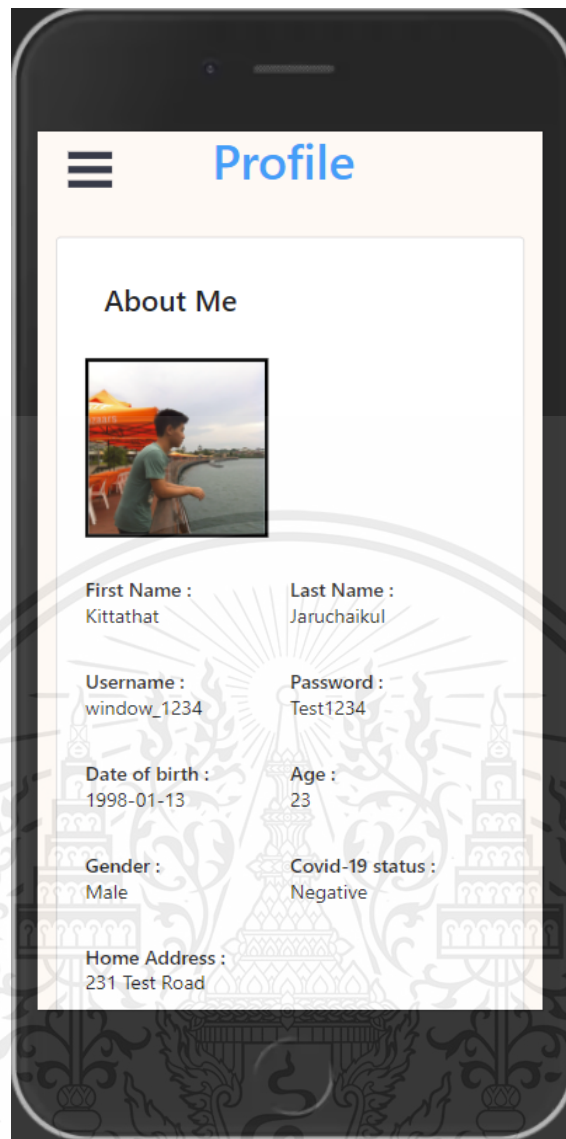 Profile
About Me
First Name :
Kittathat
Last Name :
Jaruchaikul
Username :
window_1234
Password :
Test1234
Date of birth :
1998-01-13
Age :
23
Gender :
Male
Covid-19 status :
Negative
Home Address :
231 Test Road